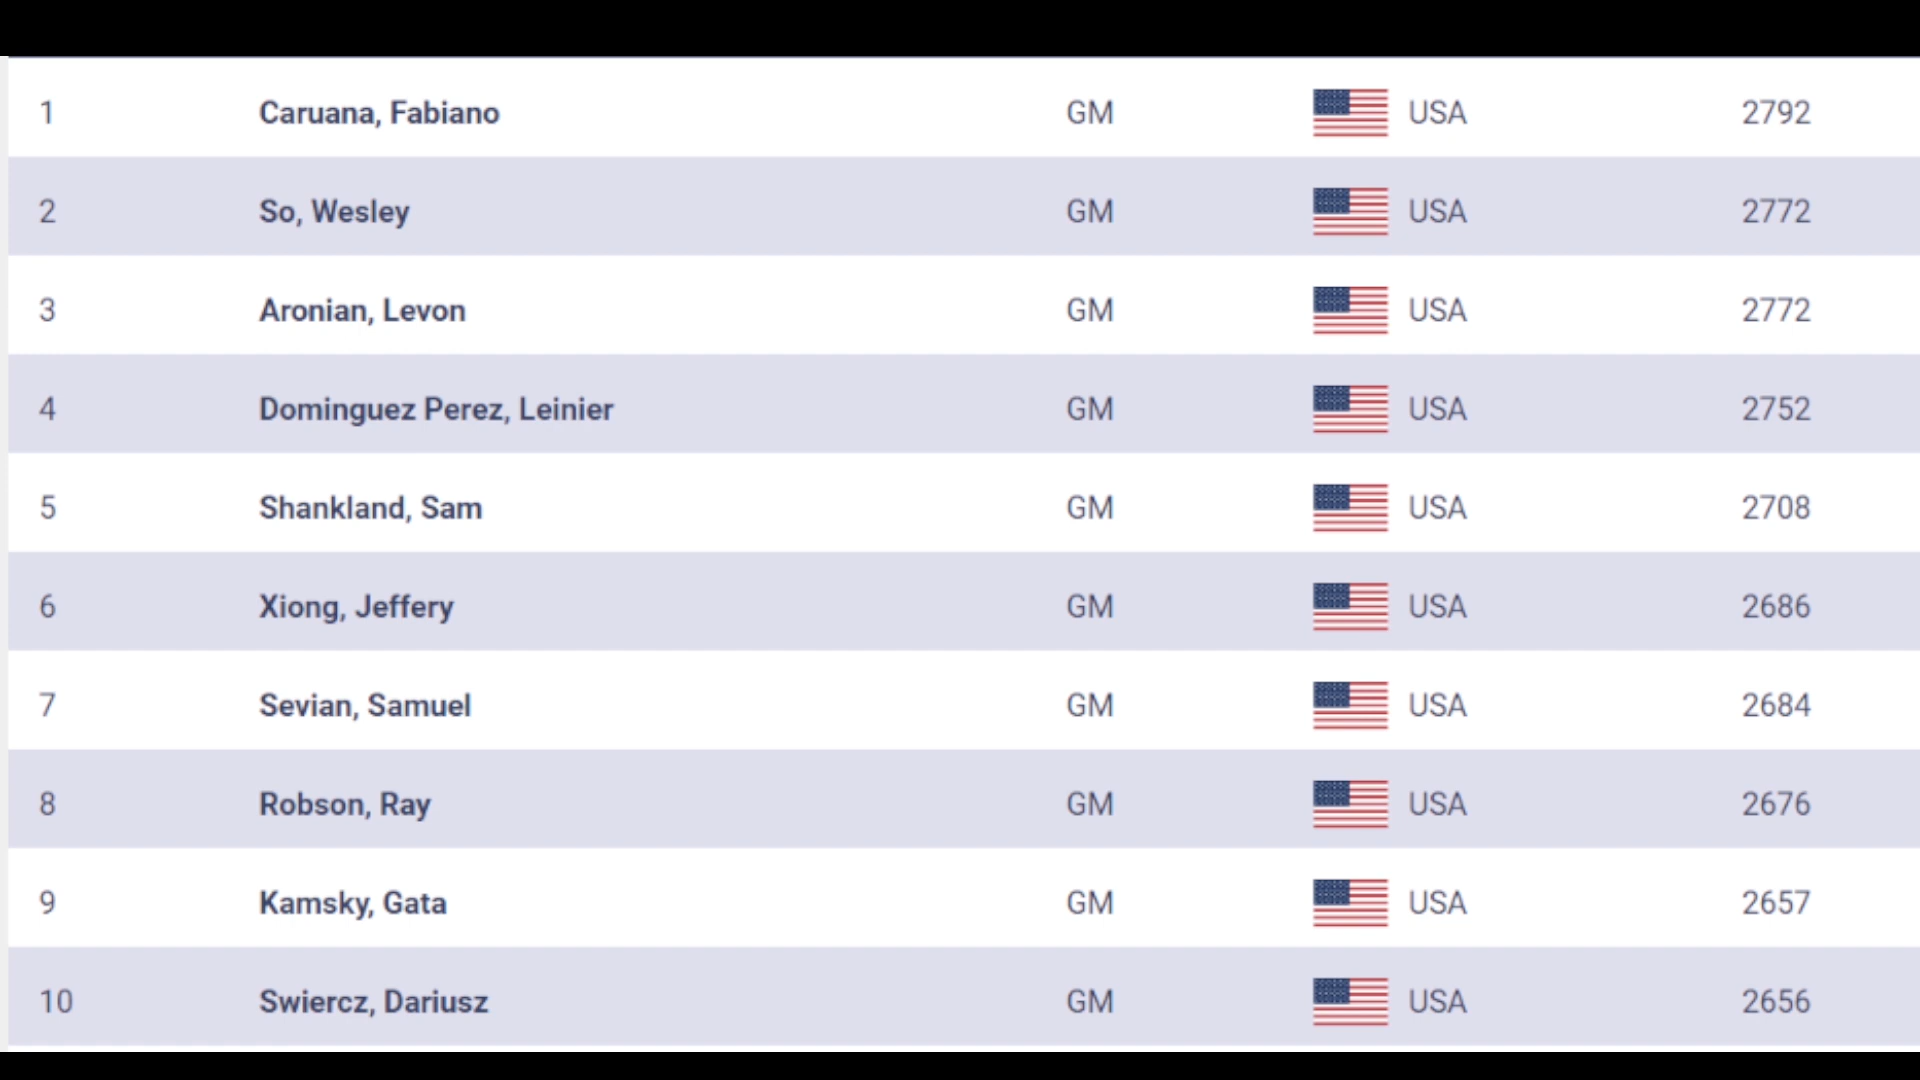 1 Caruana, Fabiano GM USA 2792
2 So, Wesley GM USA 2772
3 Aronian, Levon GM USA 2772
4 Dominguez Perez, Leinier GM USA 2752
5 Shankland, Sam GM USA 2708
6 Xiong, Jeffery GM USA 2686
7 Sevian, Samuel GM USA 2684
8 Robson, Ray GM USA 2676
9 Kamsky, Gata GM USA 2657
10 Swiercz, Dariusz GM USA 2656